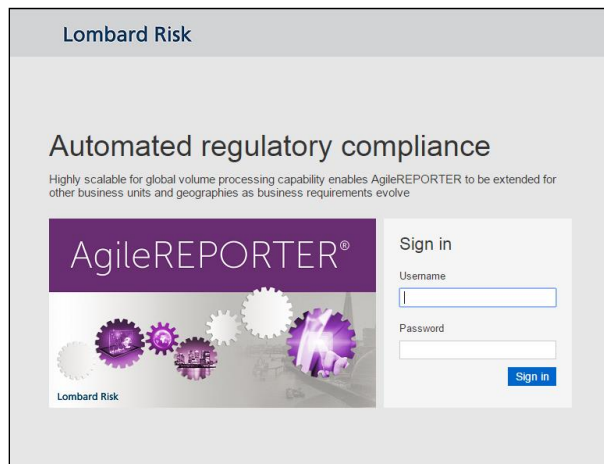 Lombard Risk
Automated regulatory compliance
Highly scalable for global volume processing capability enables AgileREPORTER to be extended for
other business units and geographies as business requirements evolve
AgileREPORTER®
Lombard Risk
Sign in
Username
Password
Sign in